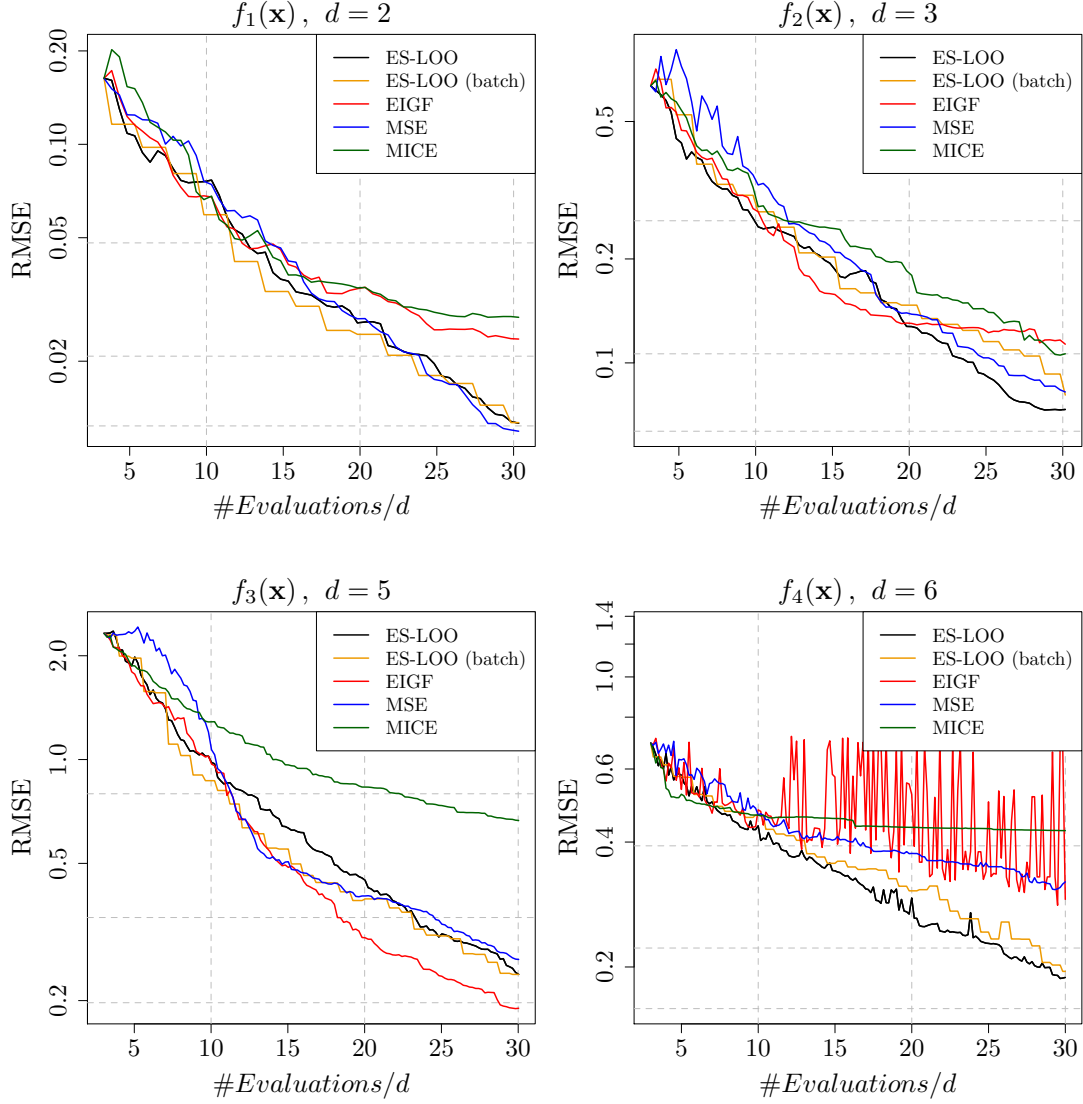 f₁(x) , d = 2
RMSE
0.20
0.10
0.05
0.02
ES-LOO
ES-LOO (batch)
EIGF
MSE
MICE
5 10 15 20 25 30
#Evaluations/d
f₂(x) , d = 3
RMSE
0.5
0.2
0.1
ES-LOO
ES-LOO (batch)
EIGF
MSE
MICE
5 10 15 20 25 30
#Evaluations/d
f₃(x) , d = 5
RMSE
2.0
1.0
0.5
0.2
ES-LOO
ES-LOO (batch)
EIGF
MSE
MICE
5 10 15 20 25 30
#Evaluations/d
f₄(x) , d = 6
RMSE
1.4
1.0
0.6
0.4
0.2
ES-LOO
ES-LOO (batch)
EIGF
MSE
MICE
5 10 15 20 25 30
#Evaluations/d